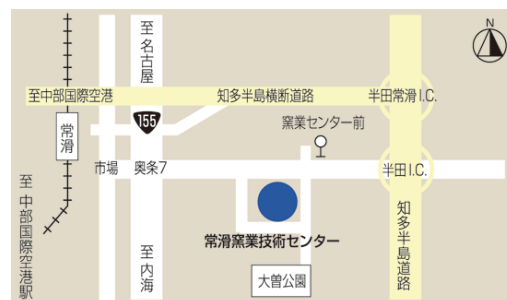 N
至名古屋
至中部国際空港
知多半島横断道路
半田常滑I.C.
155
常滑
窯業センター前
市場
奥条7
半田I.C.
至 中部国際空港駅
知多半島道路
常滑窯業技術センター
至内海
大曽公園